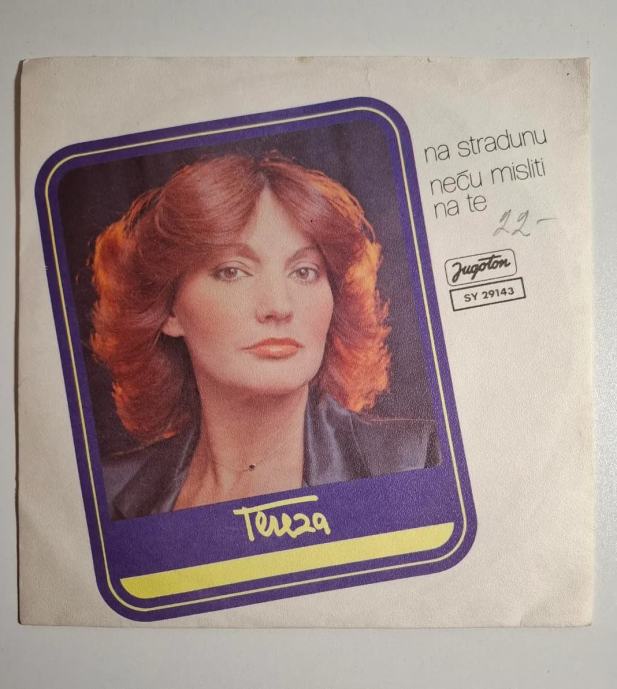 na stradunu
neću misliti
na te
22-
Jugoton
SY 29143
Tereza